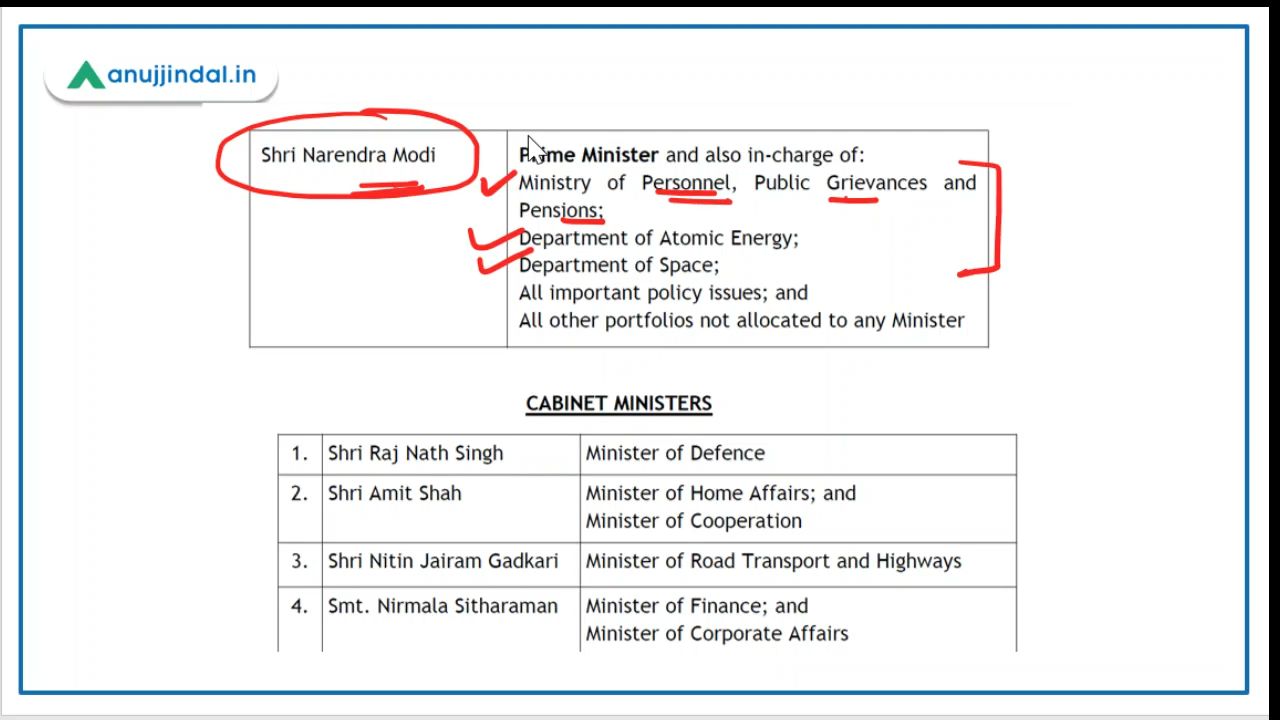 anujjindal.in
Shri Narendra Modi
Prime Minister and also in-charge of:
Ministry of Personnel, Public Grievances and
Pensions;
Department of Atomic Energy;
Department of Space;
All important policy issues; and
All other portfolios not allocated to any Minister
CABINET MINISTERS
1. Shri Raj Nath Singh Minister of Defence
2. Shri Amit Shah Minister of Home Affairs; and
Minister of Cooperation
3. Shri Nitin Jairam Gadkari Minister of Road Transport and Highways
4. Smt. Nirmala Sitharaman Minister of Finance; and
Minister of Corporate Affairs